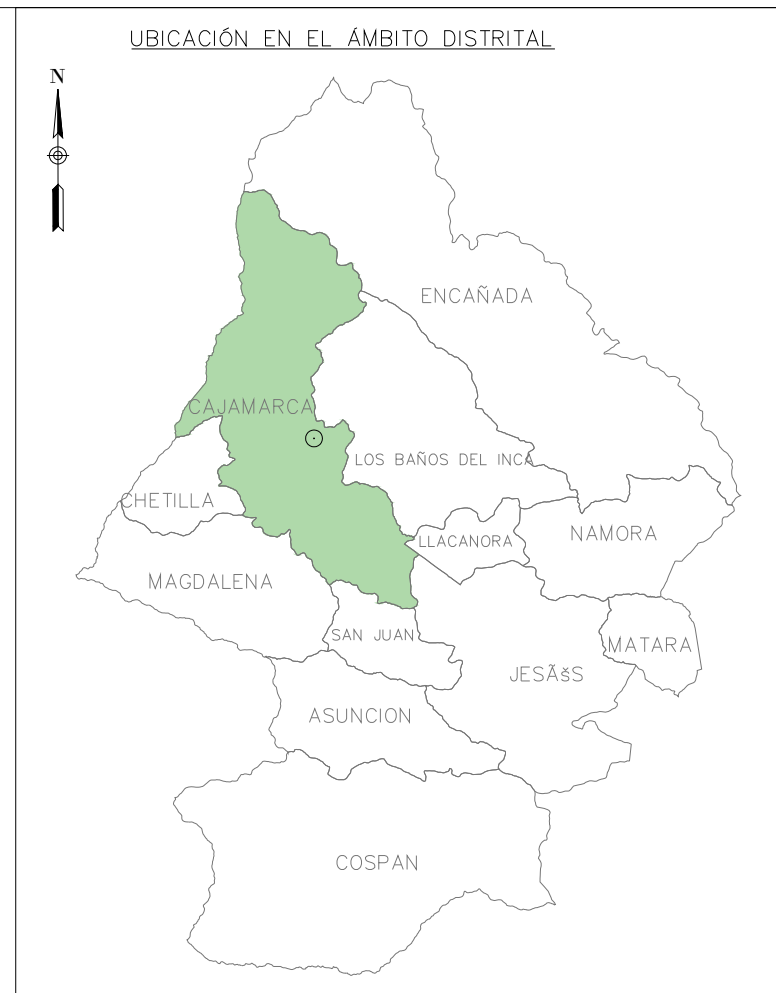 UBICACIÓN EN EL ÁMBITO DISTRITAL
N
ENCAÑADA
CAJAMARCA
LOS BAÑOS DEL INCA
CHETILLA
NAMORA
LLACANORA
MAGDALENA
SAN JUAN
MATARA
JESÚS
ASUNCION
COSPAN